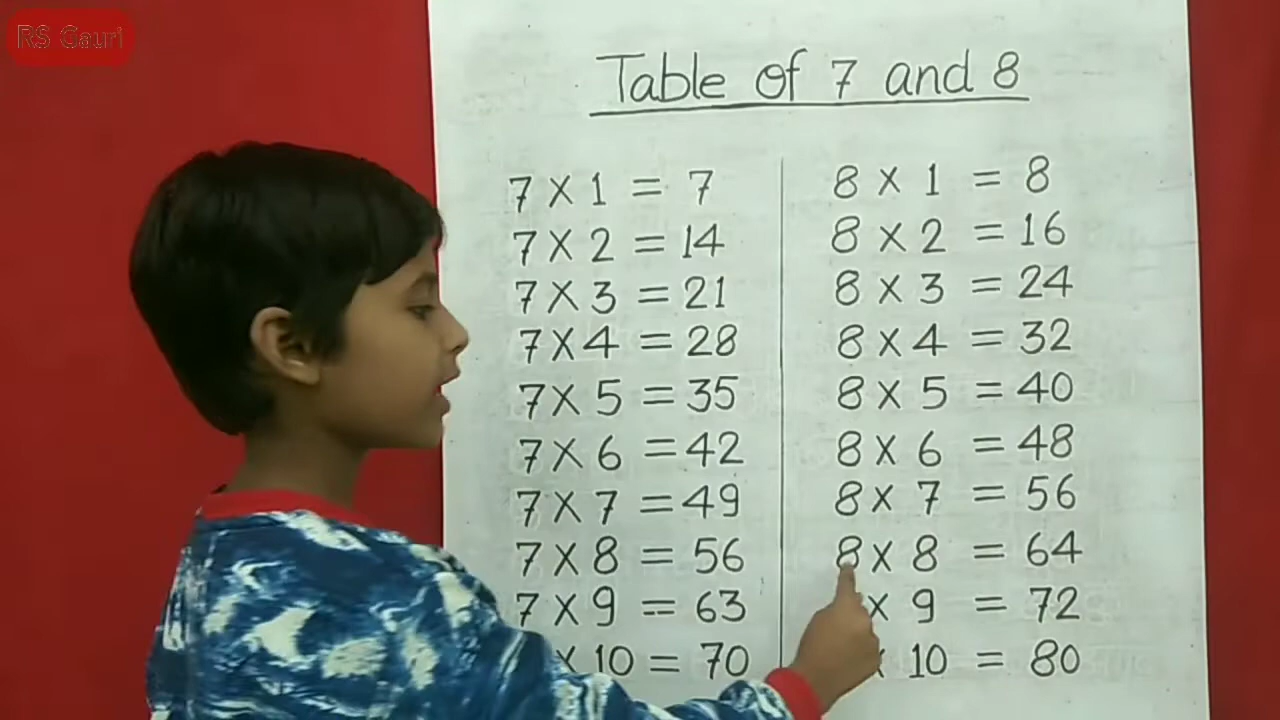 RS Gauri
Table of 7 and 8
7 X 1 = 7
7 X 2 = 14
7 X 3 = 21
7 X 4 = 28
7 X 5 = 35
7 X 6 = 42
7 X 7 = 49
7 X 8 = 56
7 X 9 = 63
X 10 = 70
8 X 1 = 8
8 X 2 = 16
8 X 3 = 24
8 X 4 = 32
8 X 5 = 40
8 X 6 = 48
8 X 7 = 56
8 X 8 = 64
X 9 = 72
X 10 = 80